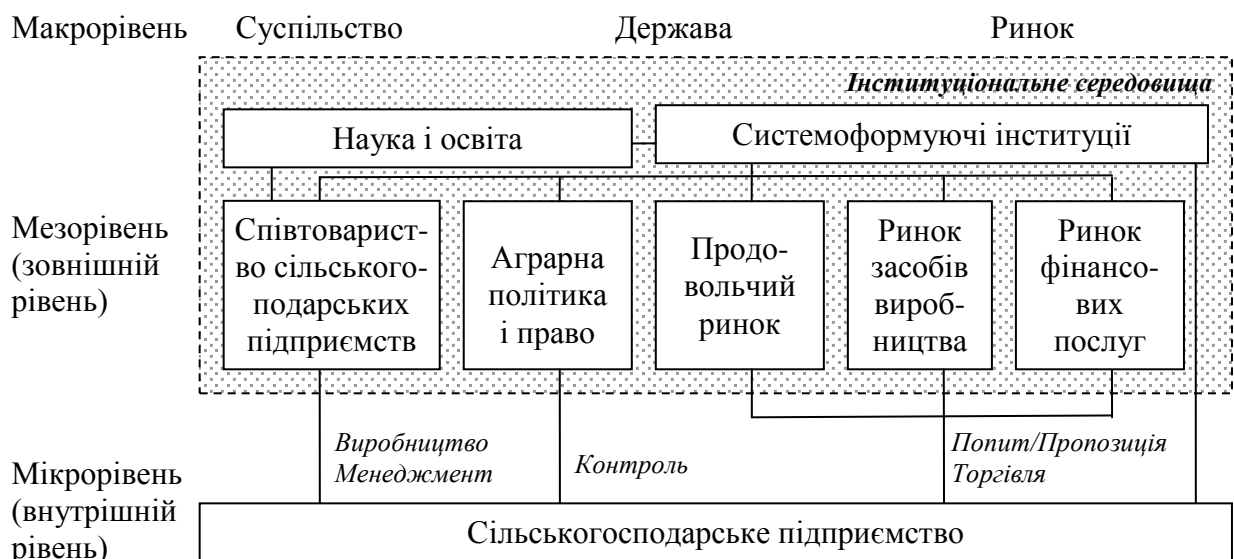 Макрорівень Суспільство Держава Ринок
Інституціональне середовища
Наука і освіта
Системоформуючі інституції
Мезорівень
(зовнішній
рівень)
Співтоварист-
во сільського-
подарських
підприємств
Аграрна
політика
і право
Продо-
вольчий
ринок
Ринок
засобів
вироб-
ництва
Ринок
фінансо-
вих
послуг
Виробництво
Менеджмент
Контроль
Попит/Пропозиція
Торгівля
Мікрорівень
(внутрішній
рівень)
Сільськогосподарське підприємство